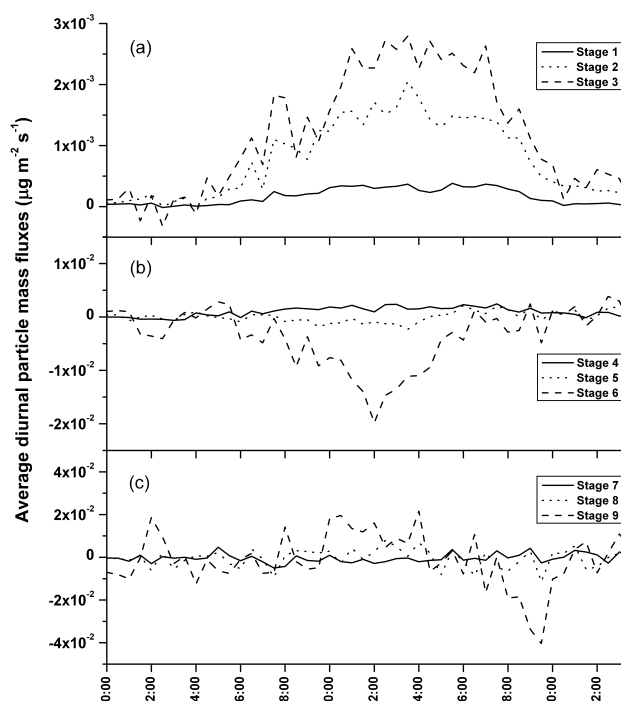 Average diurnal particle mass fluxes (μg m⁻² s⁻¹)
(a)
3x10⁻³
2x10⁻³
1x10⁻³
0
Stage 1
Stage 2
Stage 3
(b)
1x10⁻²
0
-1x10⁻²
-2x10⁻²
Stage 4
Stage 5
Stage 6
(c)
4x10⁻²
2x10⁻²
0
-2x10⁻²
-4x10⁻²
Stage 7
Stage 8
Stage 9
0:00
2:00
4:00
6:00
8:00
0:00
2:00
4:00
6:00
8:00
0:00
2:00